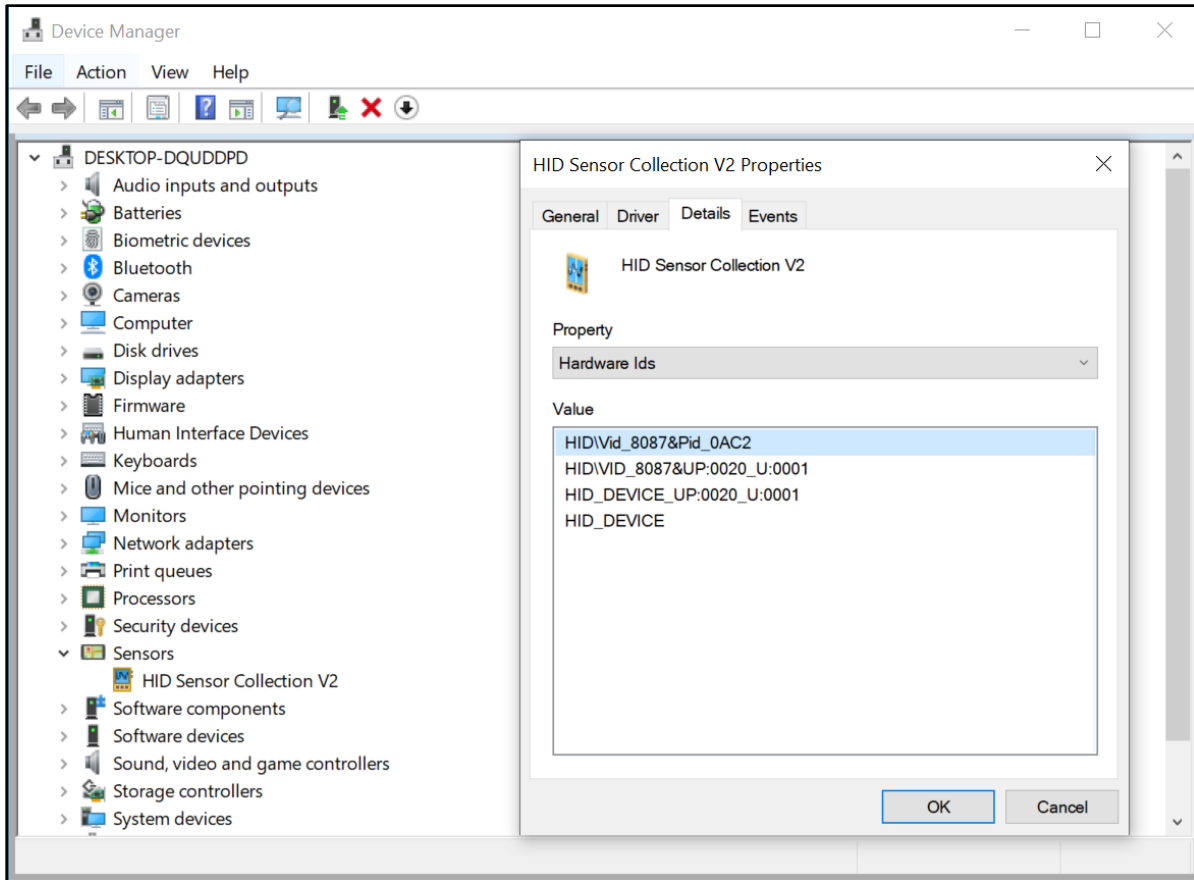 Device Manager
File Action View Help
DESKTOP-DQUDDPD
Audio inputs and outputs
Batteries
Biometric devices
Bluetooth
Cameras
Computer
Disk drives
Display adapters
Firmware
Human Interface Devices
Keyboards
Mice and other pointing devices
Monitors
Network adapters
Print queues
Processors
Security devices
Sensors
HID Sensor Collection V2
Software components
Software devices
Sound, video and game controllers
Storage controllers
System devices
HID Sensor Collection V2 Properties
General Driver Details Events
HID Sensor Collection V2
Property
Hardware Ids
Value
HID\Vid_8087&Pid_0AC2
HID\VID_8087&UP:0020_U:0001
HID_DEVICE_UP:0020_U:0001
HID_DEVICE
OK Cancel